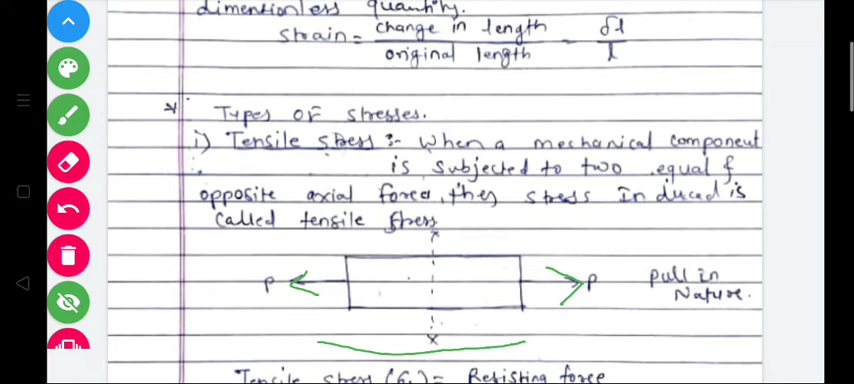 dimentionless quantity.
strain = change in length / original length = δl / l
* Types of stresses.
i) Tensile stress :- When a mechanical component
is subjected to two equal &
opposite axial force, then stress Induced is
called tensile stress
x
P P Pull in
Nature.
x
Tensile stress (σt) = Resisting force